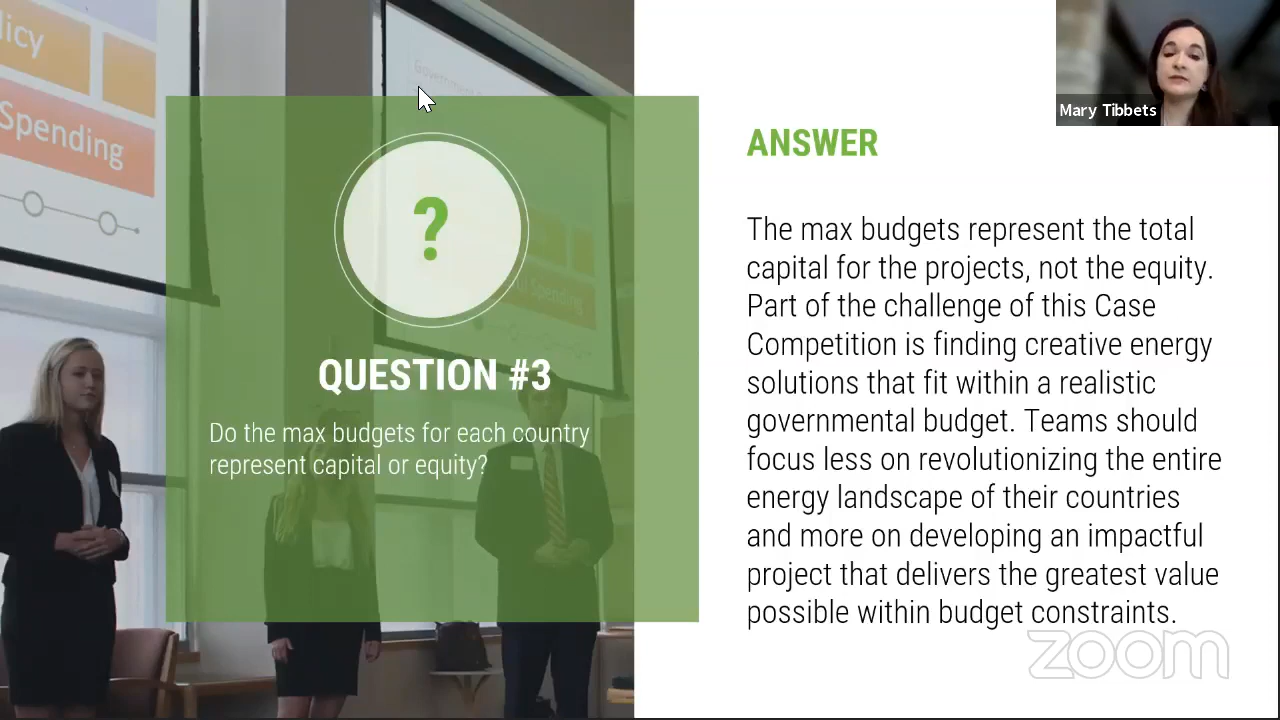 licy
Spending
Government
ul Spending
?
QUESTION #3
Do the max budgets for each country
represent capital or equity?
Mary Tibbets
ANSWER
The max budgets represent the total
capital for the projects, not the equity.
Part of the challenge of this Case
Competition is finding creative energy
solutions that fit within a realistic
governmental budget. Teams should
focus less on revolutionizing the entire
energy landscape of their countries
and more on developing an impactful
project that delivers the greatest value
possible within budget constraints.
zoom